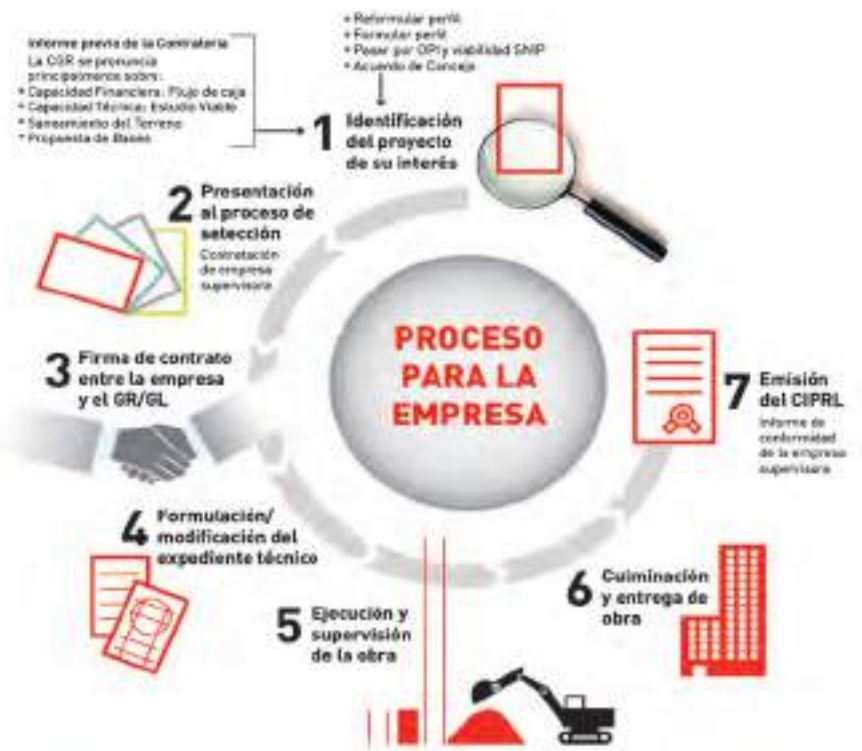 Informe previo de la Contraloría
La CGR se pronuncia
principalmente sobre:
• Capacidad Financiera: Flujo de caja
• Capacidad Técnica: Estudio Viable
• Saneamiento del Terreno
• Propuesta de Bases
• Reformular perfil
• Formular perfil
• Pasar por OPI y viabilidad SNIP
• Acuerdo de Concejo
1 Identificación
del proyecto
de su interés
2 Presentación
al proceso de
selección
Contratación
de empresa
supervisora
3 Firma de contrato
entre la empresa
y el GR/GL
4 Formulación/
modificación del
expediente técnico
5 Ejecución y
supervisión
de la obra
6 Culminación
y entrega de
obra
7 Emisión
del CIPRL
Informe de
conformidad
de la empresa
supervisora
PROCESO
PARA LA
EMPRESA